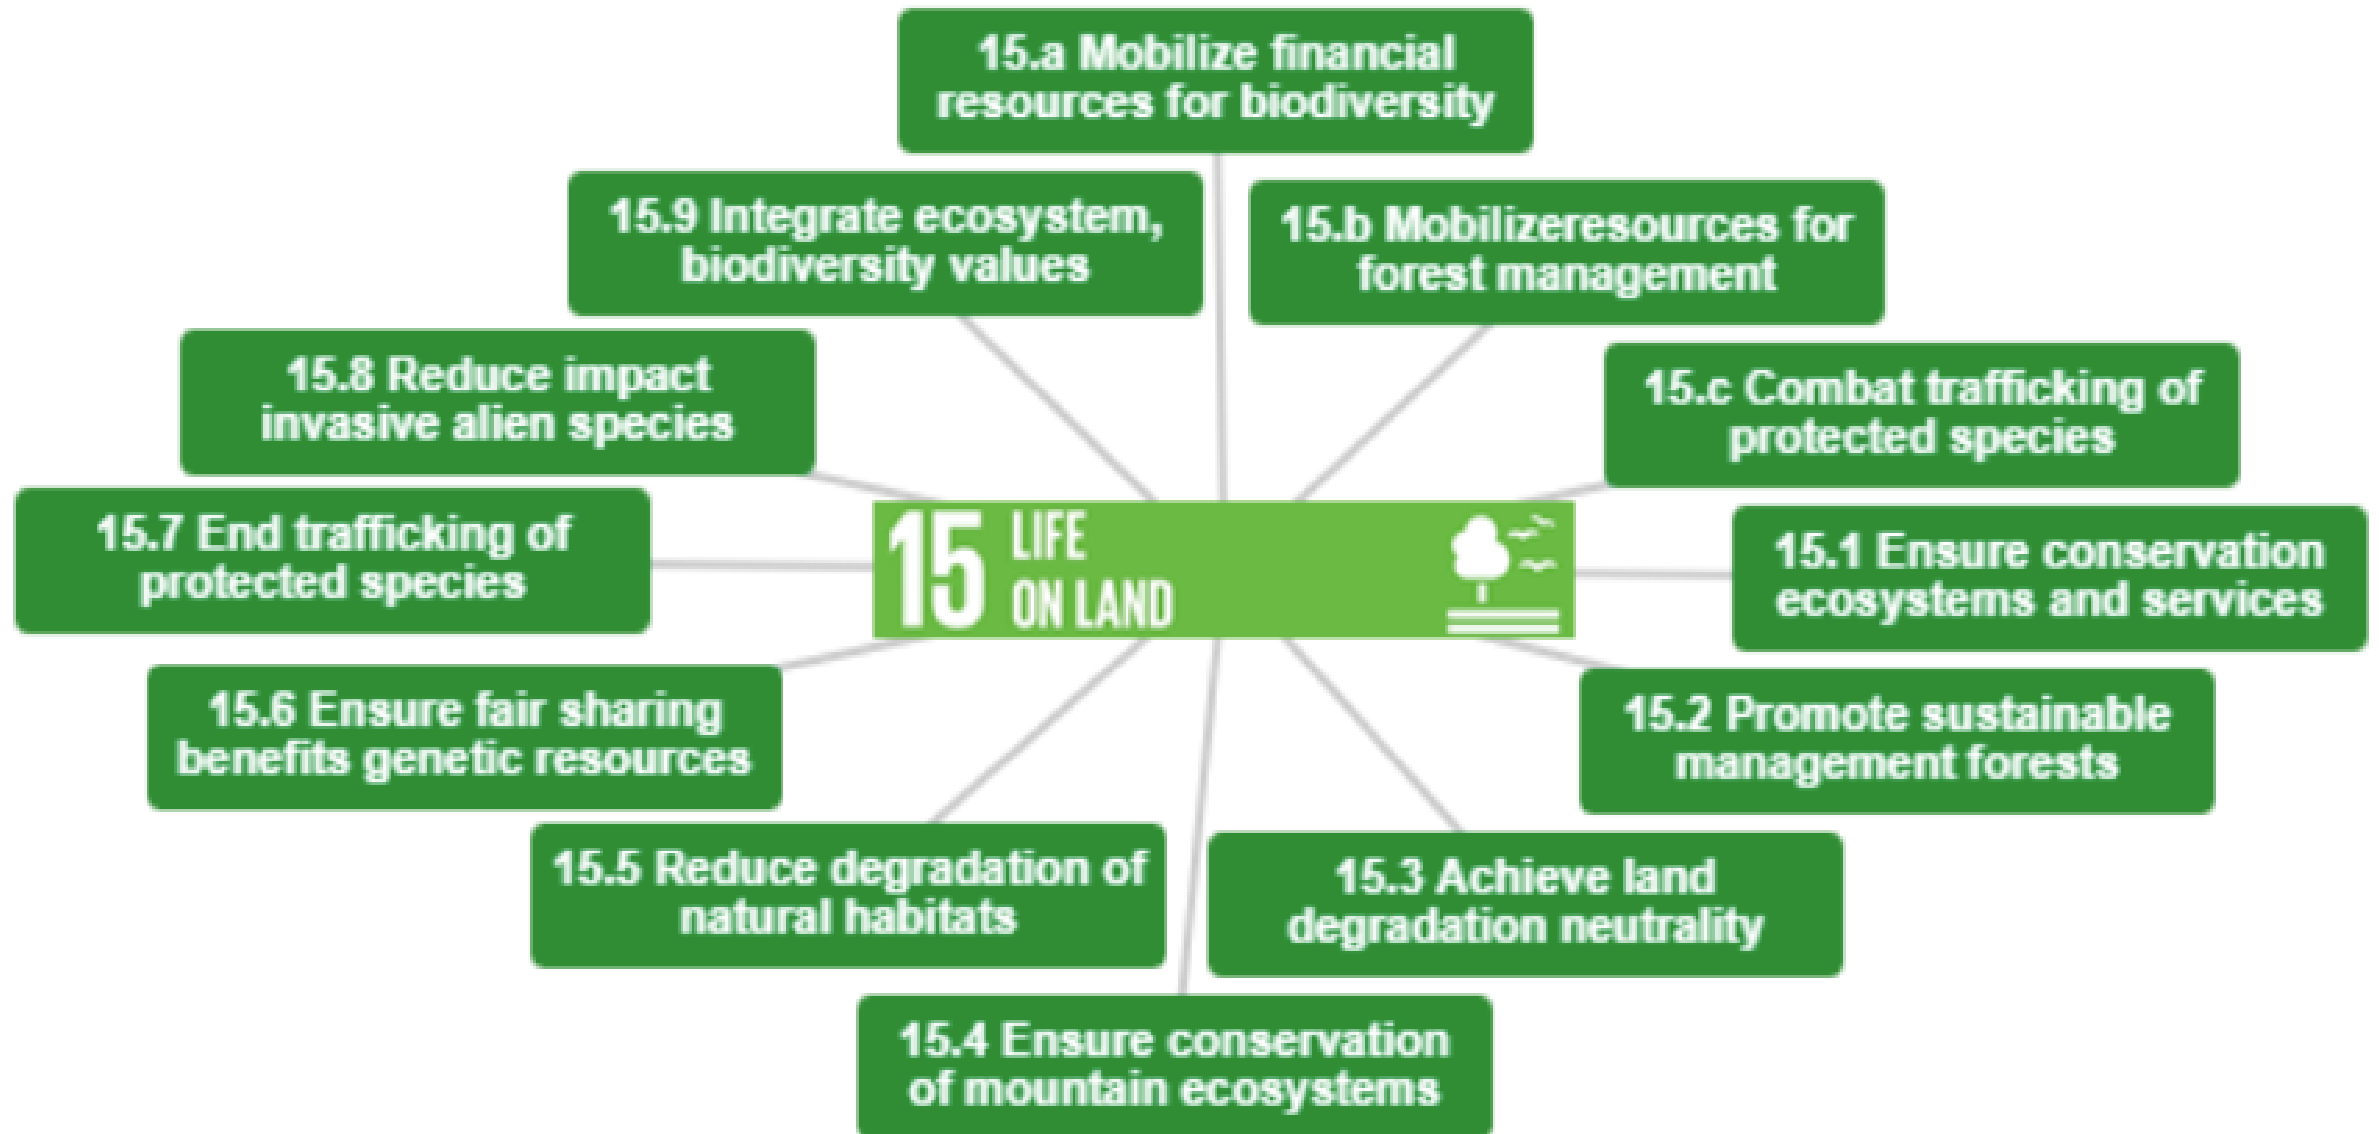 15.a Mobilize financial
resources for biodiversity
15.9 Integrate ecosystem,
biodiversity values
15.b Mobilizeresources for
forest management
15.8 Reduce impact
invasive alien species
15.c Combat trafficking of
protected species
15.7 End trafficking of
protected species
15 LIFE
ON LAND
15.1 Ensure conservation
ecosystems and services
15.6 Ensure fair sharing
benefits genetic resources
15.2 Promote sustainable
management forests
15.5 Reduce degradation of
natural habitats
15.3 Achieve land
degradation neutrality
15.4 Ensure conservation
of mountain ecosystems